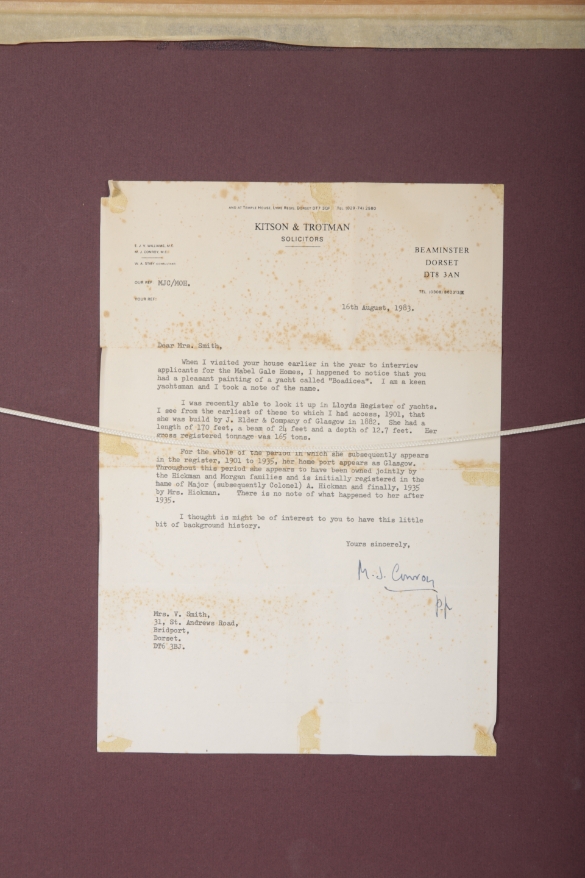 KITSON & TROTMAN
SOLICITORS
BEAMINSTER
DORSET
DT8 3AN
OUR REF. MJC/MOH.
YOUR REF:
16th August, 1983.
Dear Mrs. Smith,
When I visited your house earlier in the year to interview
applicants for the Mabel Gale Homes, I happened to notice that you
had a pleasant painting of a yacht called "Boadicea". I am a keen
yachtsman and I took a note of the name.
I was recently able to look it up in Lloyds Register of yachts.
I see from the earliest of these to which I had access, 1901, that
she was build by J. Elder & Company of Glasgow in 1882. She had a
length of 170 feet, a beam of 24 feet and a depth of 12.7 feet. Her
gross registered tonnage was 165 tons.
For the whole of the person in which she subsequently appears
in the register, 1901 to 1935, her home port appears as Glasgow.
Throughout this period she appears to have been owned jointly by
the Hickman and Morgan families and is initially registered in the
name of Major (subsequently Colonel) A. Hickman and finally, 1935
by Mrs. Hickman. There is no note of what happened to her after
1935.
I thought is might be of interest to you to have this little
bit of background history.
Yours sincerely,
M. J. Conroy
p.p
Mrs. V. Smith,
31, St. Andrews Road,
Bridport,
Dorset.
DT6 3BJ.